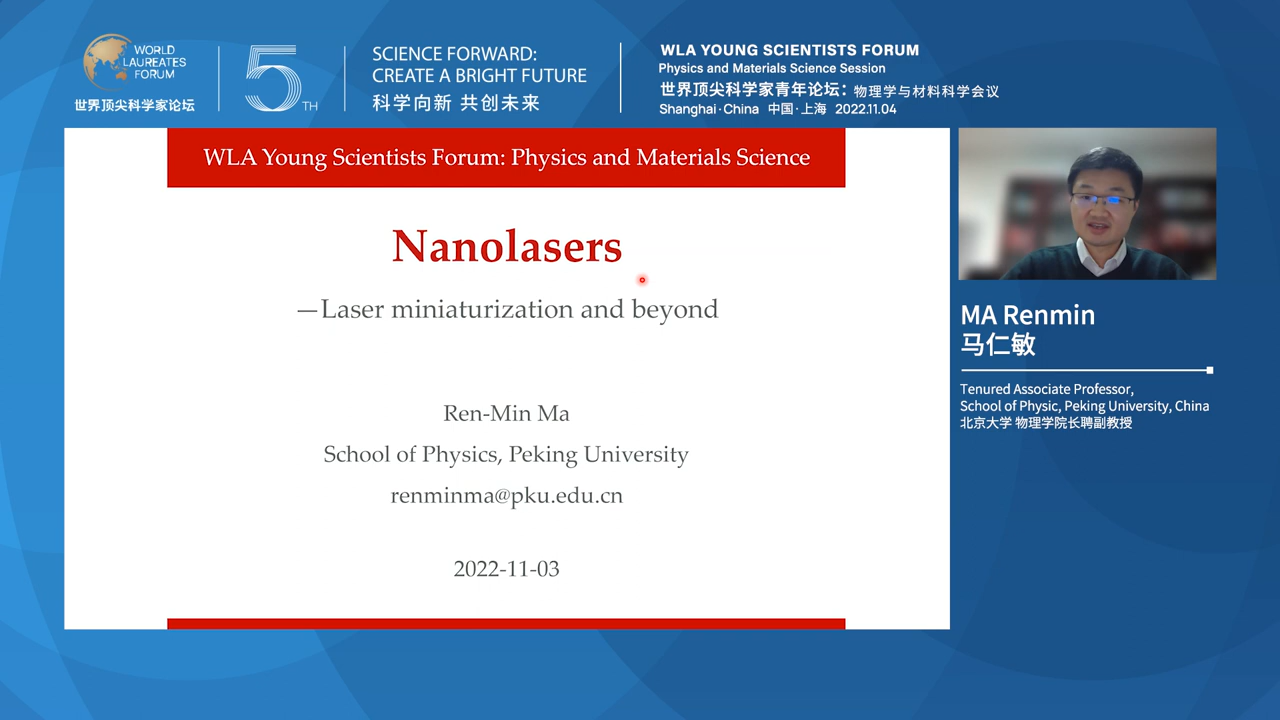 WORLD
LAUREATES
FORUM
世界顶尖科学家论坛
5TH
SCIENCE FORWARD:
CREATE A BRIGHT FUTURE
科学向新 共创未来
WLA YOUNG SCIENTISTS FORUM
Physics and Materials Science Session
世界顶尖科学家青年论坛：物理学与材料科学会议
Shanghai·China 中国·上海 2022.11.04
WLA Young Scientists Forum: Physics and Materials Science
Nanolasers
—Laser miniaturization and beyond
Ren-Min Ma
School of Physics, Peking University
renminma@pku.edu.cn
2022-11-03
MA Renmin
马仁敏
Tenured Associate Professor,
School of Physic, Peking University, China
北京大学 物理学院长聘副教授